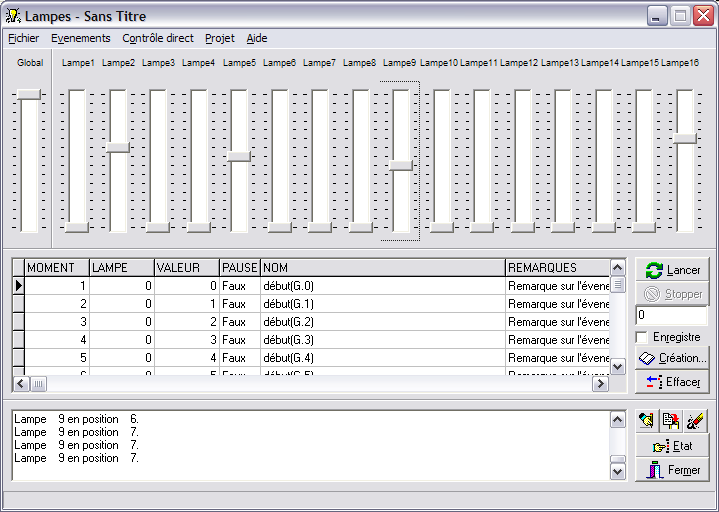 Lampes - Sans Titre
Fichier Evenements Contrôle direct Projet Aide
Global Lampe1 Lampe2 Lampe3 Lampe4 Lampe5 Lampe6 Lampe7 Lampe8 Lampe9 Lampe10 Lampe11 Lampe12 Lampe13 Lampe14 Lampe15 Lampe16
MOMENT LAMPE VALEUR PAUSE NOM REMARQUES
1 0 0 Faux début(G.0) Remarque sur l'évene
2 0 1 Faux début(G.1) Remarque sur l'évene
3 0 2 Faux début(G.2) Remarque sur l'évene
4 0 3 Faux début(G.3) Remarque sur l'évene
5 0 4 Faux début(G.4) Remarque sur l'évene
Lancer
Stopper
0
Enregistre
Création...
Effacer
Lampe 9 en position 6.
Lampe 9 en position 7.
Lampe 9 en position 7.
Lampe 9 en position 7.
Etat
Fermer